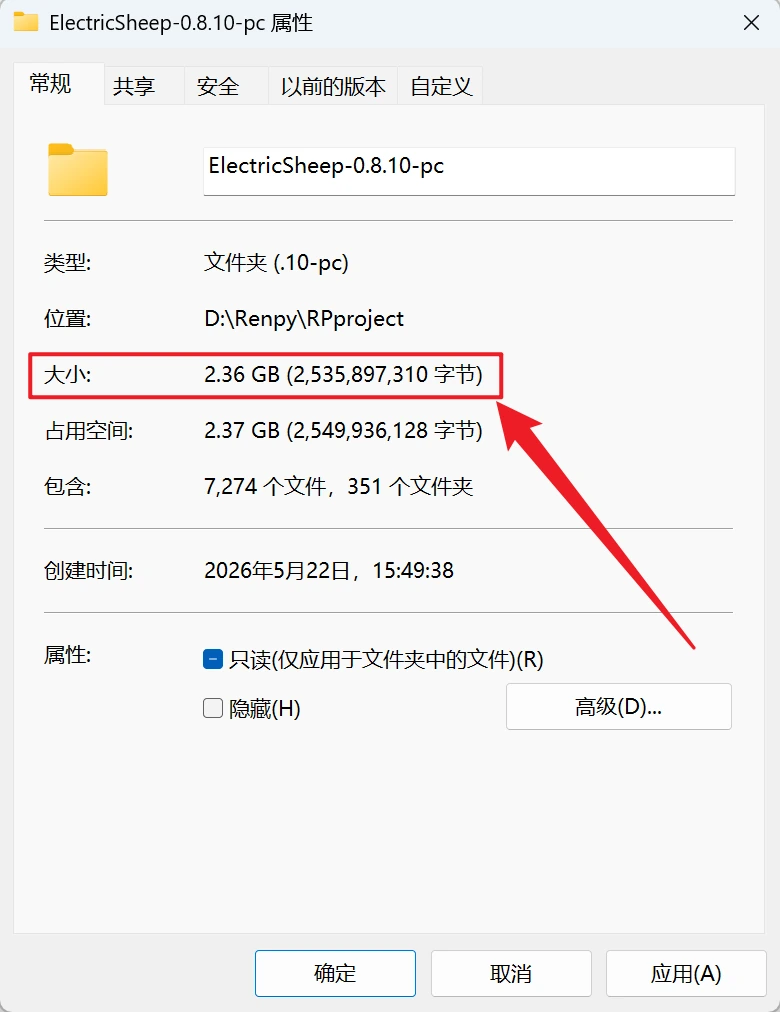 ElectricSheep-0.8.10-pc 属性
常规 共享 安全 以前的版本 自定义
ElectricSheep-0.8.10-pc
类型: 文件夹 (.10-pc)
位置: D:\Renpy\RPproject
大小: 2.36 GB (2,535,897,310 字节)
占用空间: 2.37 GB (2,549,936,128 字节)
包含: 7,274 个文件，351 个文件夹
创建时间: 2026年5月22日，15:49:38
属性: 只读(仅应用于文件夹中的文件)(R)
隐藏(H) 高级(D)...
确定 取消 应用(A)